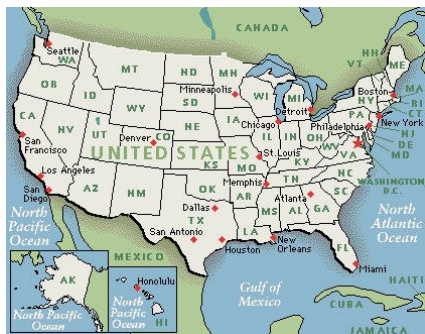 CANADA
Seattle
WA
MT
ND
MN
NH
VT
ME
OR
ID
Minneapolis
WI
MI
Boston
MA
SD
NY
RI
WY
Detroit
CT
CA
NV
UT
Denver
CO
NE
IA
Chicago
IL
IN
OH
PA
Philadelphia
New York
NJ
DE
MD
San
Francisco
UNITED STATES
St. Louis
WV
VA
KS
MO
KY
WASHINGTON
D.C.
Los Angeles
AZ
NM
OK
AR
Memphis
TN
NC
SC
San
Diego
Dallas
TX
MS
AL
Atlanta
GA
North
Pacific
Ocean
San Antonio
LA
Houston
New
Orleans
FL
North
Atlantic
Ocean
MEXICO
Gulf of
Mexico
Miami
AK
North Pacific
Ocean
Honolulu
North
Pacific
Ocean
HI
CUBA
HAITI
JAMAICA